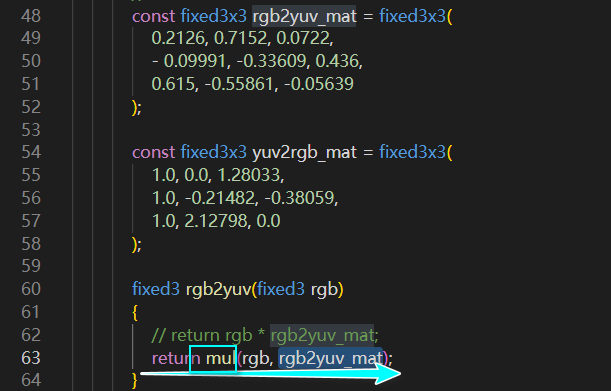 48 const fixed3x3 rgb2yuv_mat = fixed3x3(
49 0.2126, 0.7152, 0.0722,
50 - 0.09991, -0.33609, 0.436,
51 0.615, -0.55861, -0.05639
52 );
53
54 const fixed3x3 yuv2rgb_mat = fixed3x3(
55 1.0, 0.0, 1.28033,
56 1.0, -0.21482, -0.38059,
57 1.0, 2.12798, 0.0
58 );
59
60 fixed3 rgb2yuv(fixed3 rgb)
61 {
62 // return rgb * rgb2yuv_mat;
63 return mul(rgb, rgb2yuv_mat);
64 }